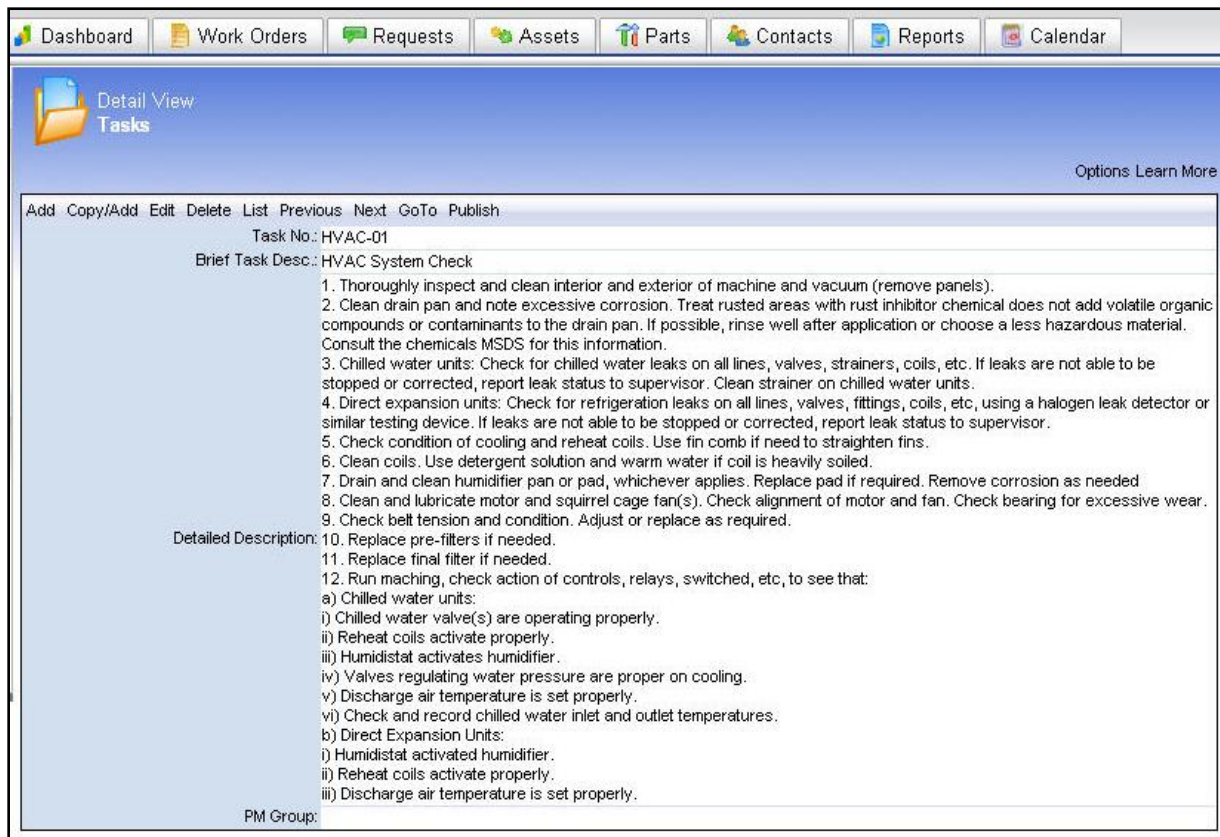 Dashboard Work Orders Requests Assets Parts Contacts Reports Calendar
Detail View
Tasks
Options Learn More
Add Copy/Add Edit Delete List Previous Next GoTo Publish
Task No.: HVAC-01
Brief Task Desc.: HVAC System Check
1. Thoroughly inspect and clean interior and exterior of machine and vacuum (remove panels).
2. Clean drain pan and note excessive corrosion. Treat rusted areas with rust inhibitor chemical does not add volatile organic
compounds or contaminants to the drain pan. If possible, rinse well after application or choose a less hazardous material.
Consult the chemicals MSDS for this information.
3. Chilled water units: Check for chilled water leaks on all lines, valves, strainers, coils, etc. If leaks are not able to be
stopped or corrected, report leak status to supervisor. Clean strainer on chilled water units.
4. Direct expansion units: Check for refrigeration leaks on all lines, valves, fittings, coils, etc, using a halogen leak detector or
similar testing device. If leaks are not able to be stopped or corrected, report leak status to supervisor.
5. Check condition of cooling and reheat coils. Use fin comb if need to straighten fins.
6. Clean coils. Use detergent solution and warm water if coil is heavily soiled.
7. Drain and clean humidifier pan or pad, whichever applies. Replace pad if required. Remove corrosion as needed
8. Clean and lubricate motor and squirrel cage fan(s). Check alignment of motor and fan. Check bearing for excessive wear.
9. Check belt tension and condition. Adjust or replace as required.
Detailed Description: 10. Replace pre-filters if needed.
11. Replace final filter if needed.
12. Run maching, check action of controls, relays, switched, etc, to see that:
a) Chilled water units:
i) Chilled water valve(s) are operating properly.
ii) Reheat coils activate properly.
iii) Humidistat activates humidifier.
iv) Valves regulating water pressure are proper on cooling.
v) Discharge air temperature is set properly.
vi) Check and record chilled water inlet and outlet temperatures.
b) Direct Expansion Units:
i) Humidistat activated humidifier.
ii) Reheat coils activate properly.
iii) Discharge air temperature is set properly.
PM Group: